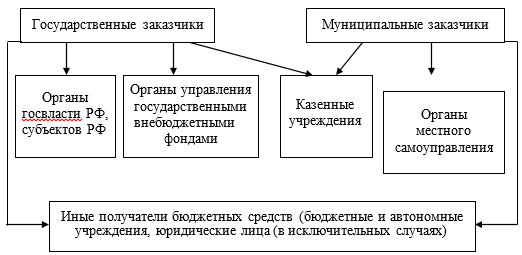 Государственные заказчики
Муниципальные заказчики
Органы
госвласти РФ,
субъектов РФ
Органы управления
государственными
внебюджетными
фондами
Казенные
учреждения
Органы
местного
самоуправления
Иные получатели бюджетных средств (бюджетные и автономные
учреждения, юридические лица (в исключительных случаях)